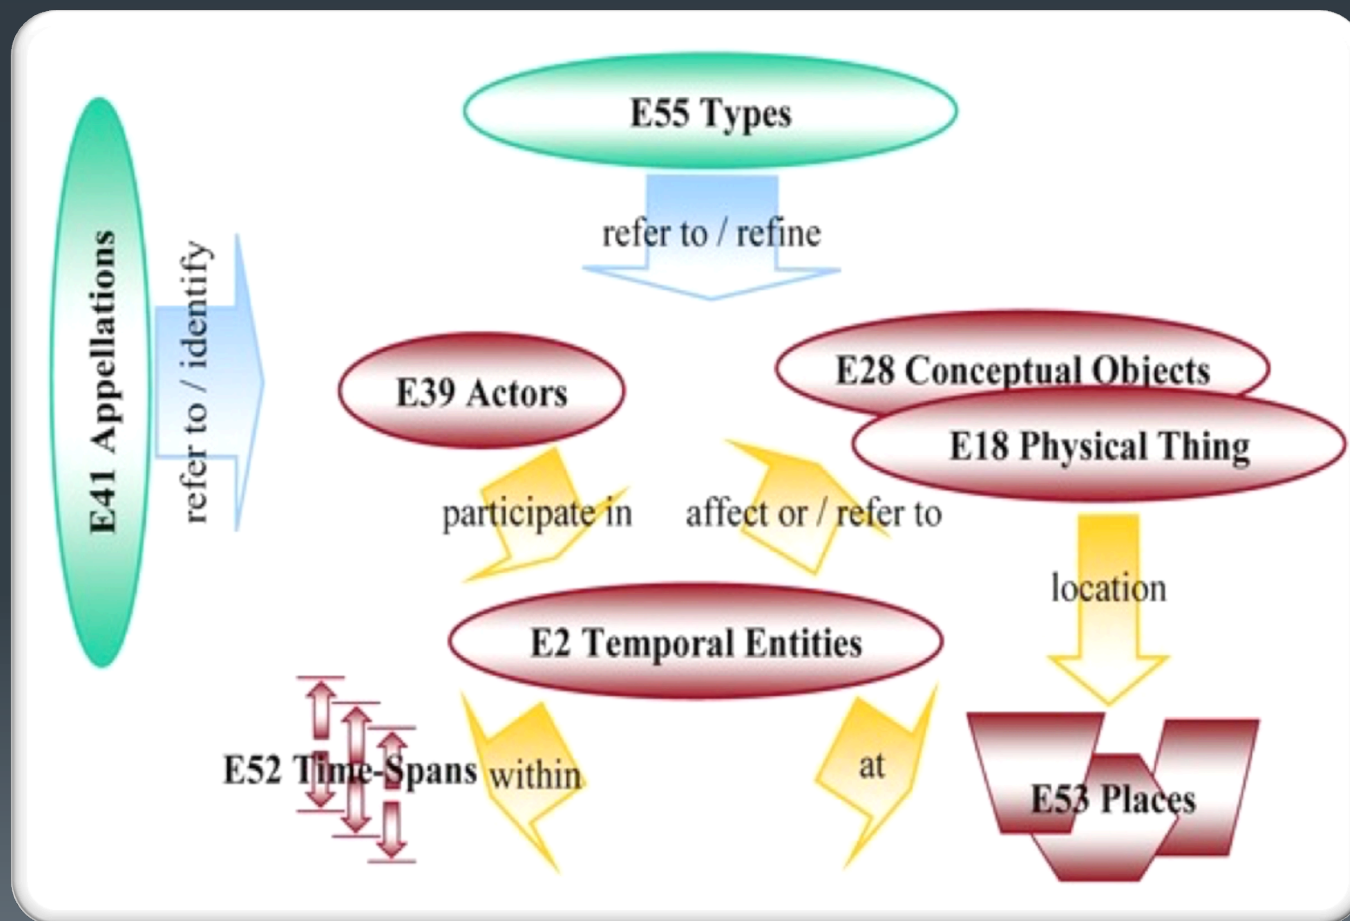 E55 Types
refer to / refine
E41 Appellations
refer to / identify
E39 Actors
E28 Conceptual Objects
E18 Physical Thing
participate in
affect or / refer to
location
E2 Temporal Entities
E52 Time-Spans
within
at
E53 Places